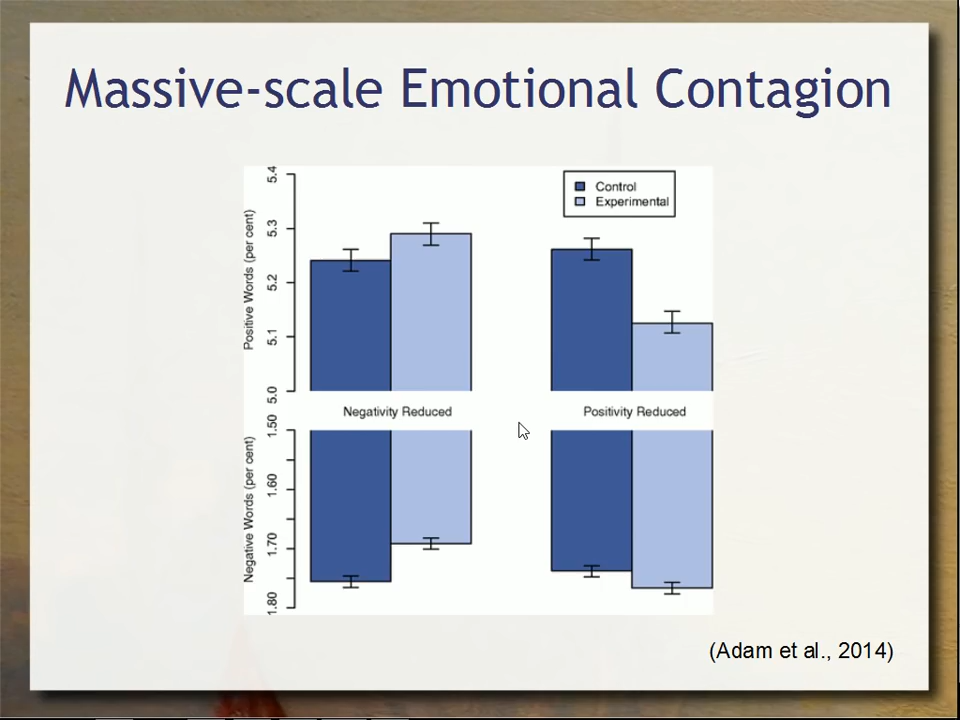 Massive-scale Emotional Contagion
Control
Experimental
Positive Words (per cent)
5.4
5.3
5.2
5.1
5.0
Negativity Reduced
Positivity Reduced
Negative Words (per cent)
1.50
1.60
1.70
1.80
(Adam et al., 2014)